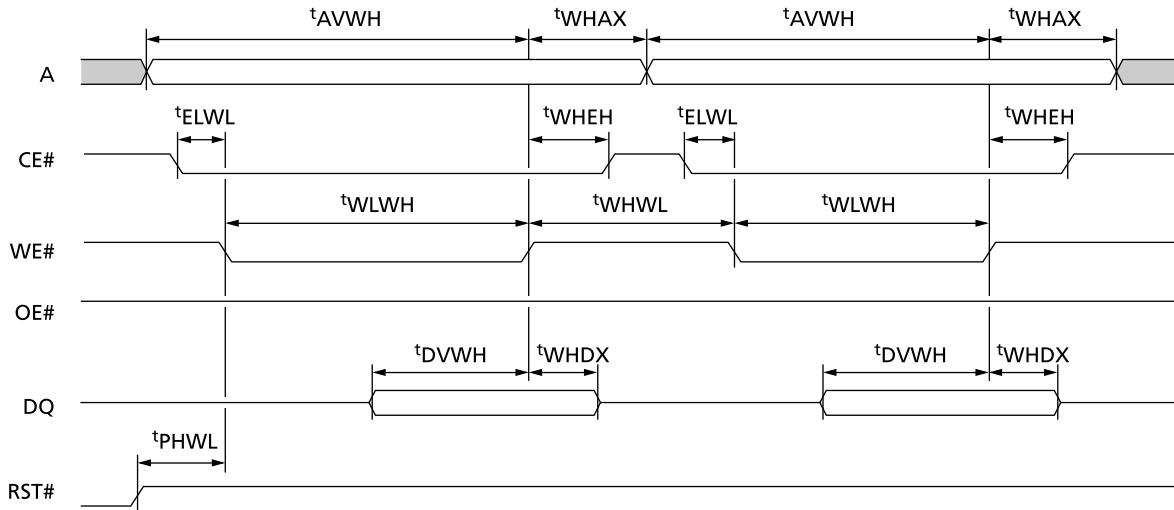 tAVWH tWHAX tAVWH tWHAX
A
tELWL tWHEH tELWL tWHEH
CE#
tWLWH tWHWL tWLWH
WE#
OE#
tDVWH tWHDX tDVWH tWHDX
DQ
tPHWL
RST#